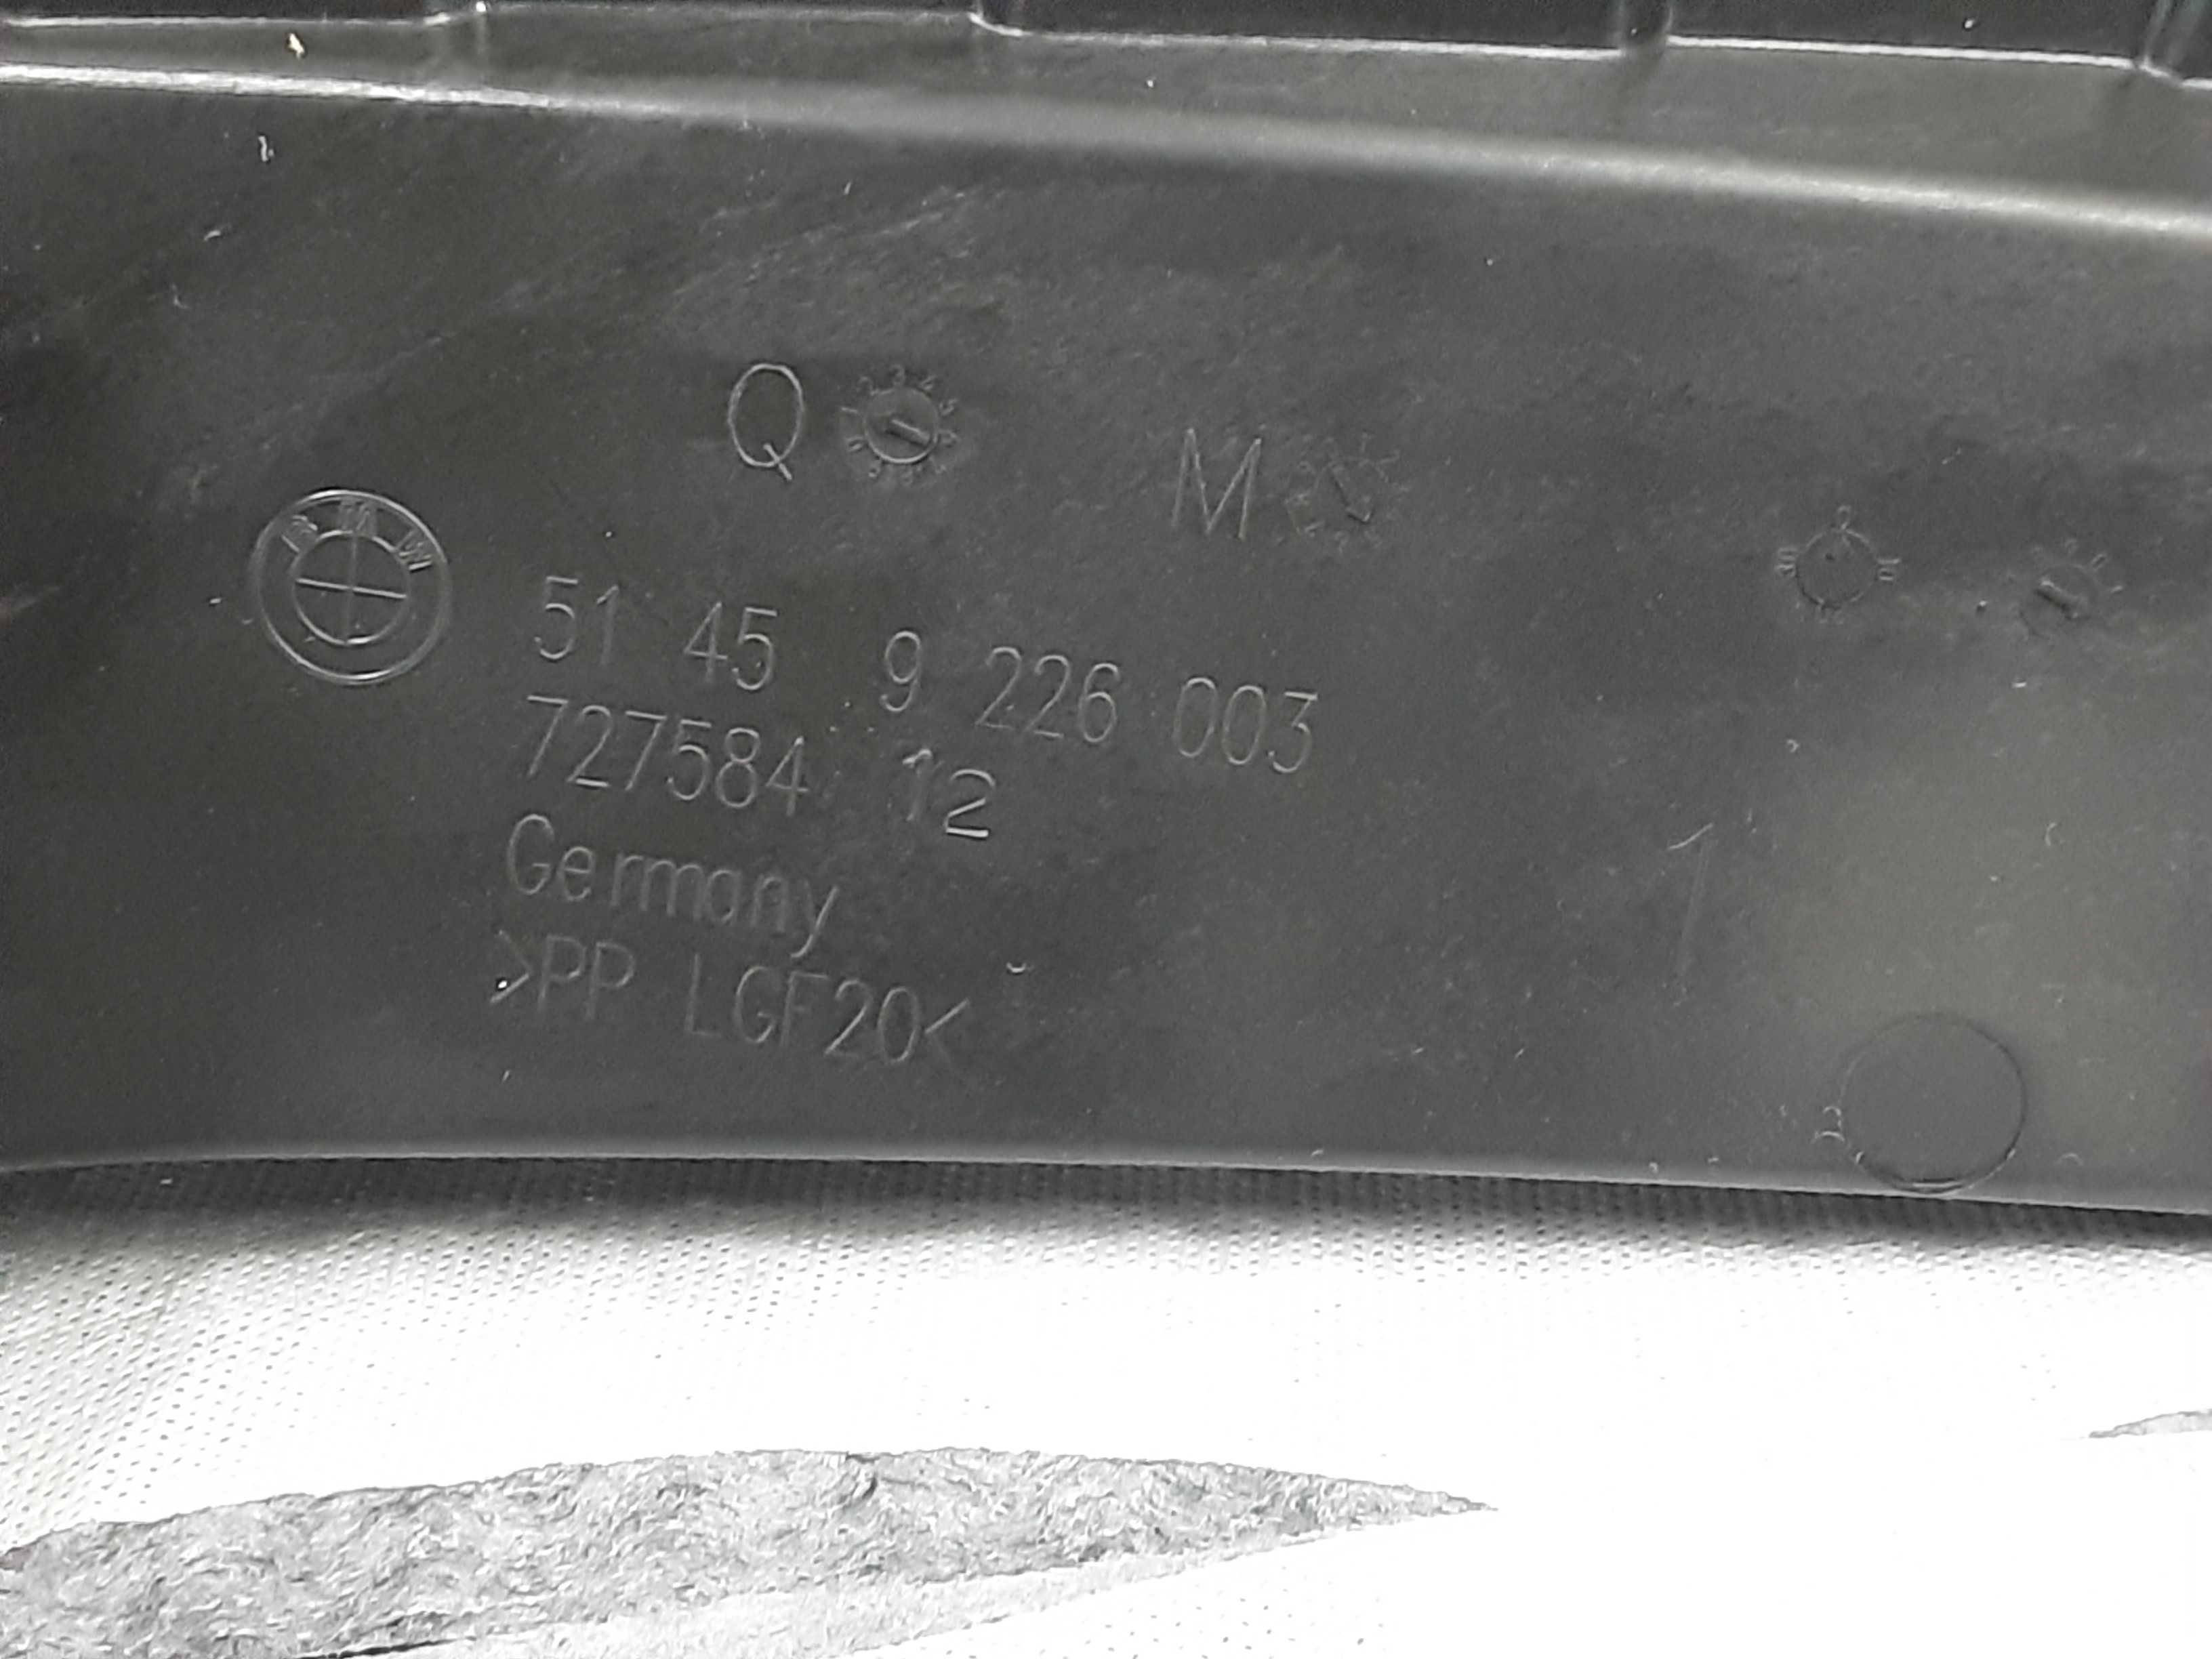 Q M
BMW
51 45 9 226 003
727584 12
Germany
>PP LGF20<
1